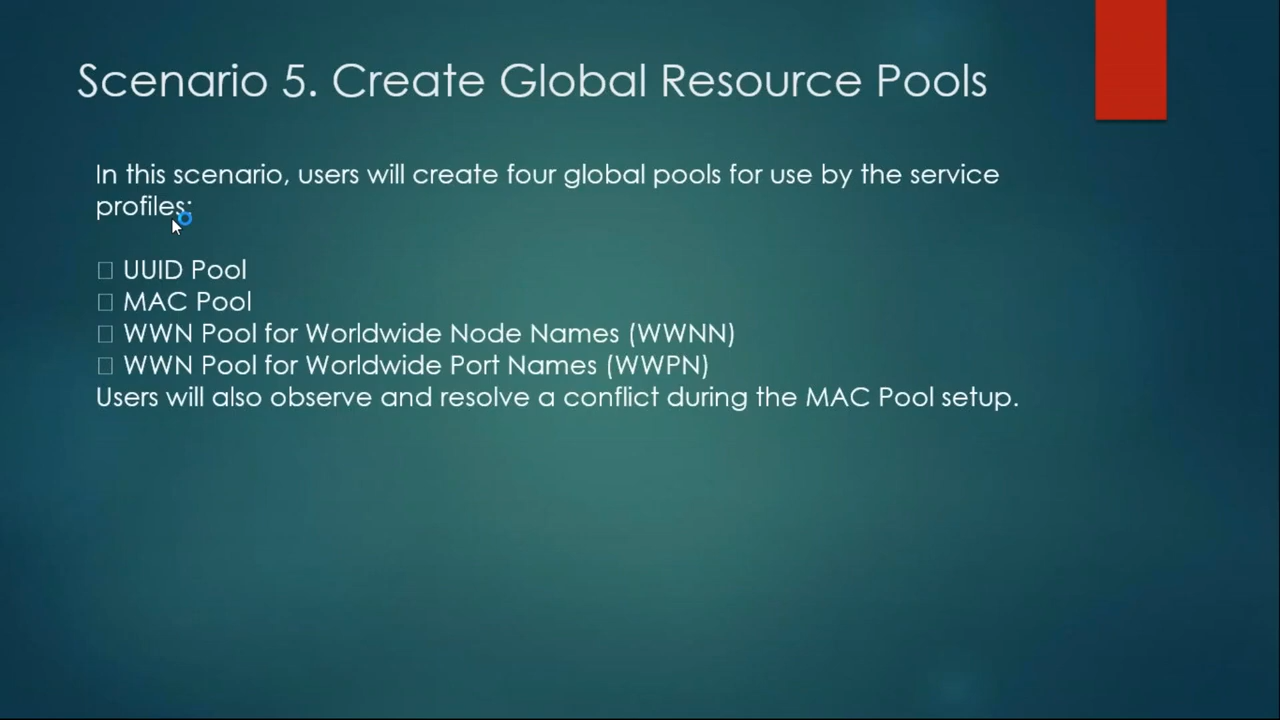 Scenario 5. Create Global Resource Pools
In this scenario, users will create four global pools for use by the service
profiles:
□ UUID Pool
□ MAC Pool
□ WWN Pool for Worldwide Node Names (WWNN)
□ WWN Pool for Worldwide Port Names (WWPN)
Users will also observe and resolve a conflict during the MAC Pool setup.